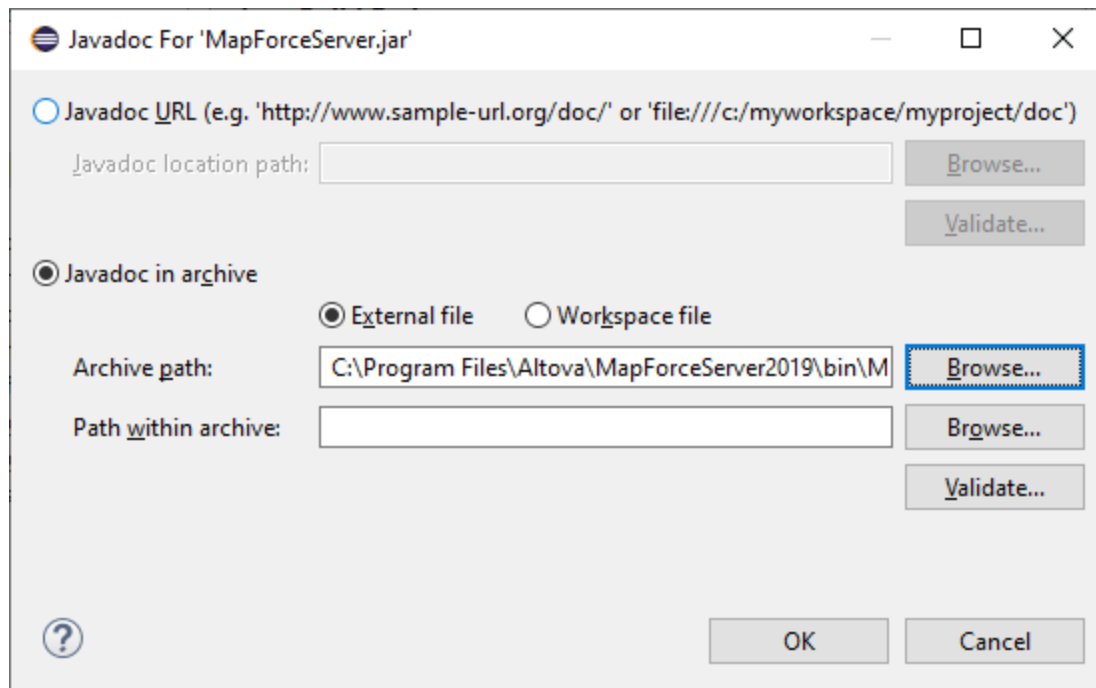 Javadoc For 'MapForceServer.jar'
Javadoc URL (e.g. 'http://www.sample-url.org/doc/' or 'file:///c:/myworkspace/myproject/doc')
Javadoc location path: Browse...
Validate...
Javadoc in archive
External file Workspace file
Archive path: C:\Program Files\Altova\MapForceServer2019\bin\M Browse...
Path within archive: Browse...
Validate...
? OK Cancel